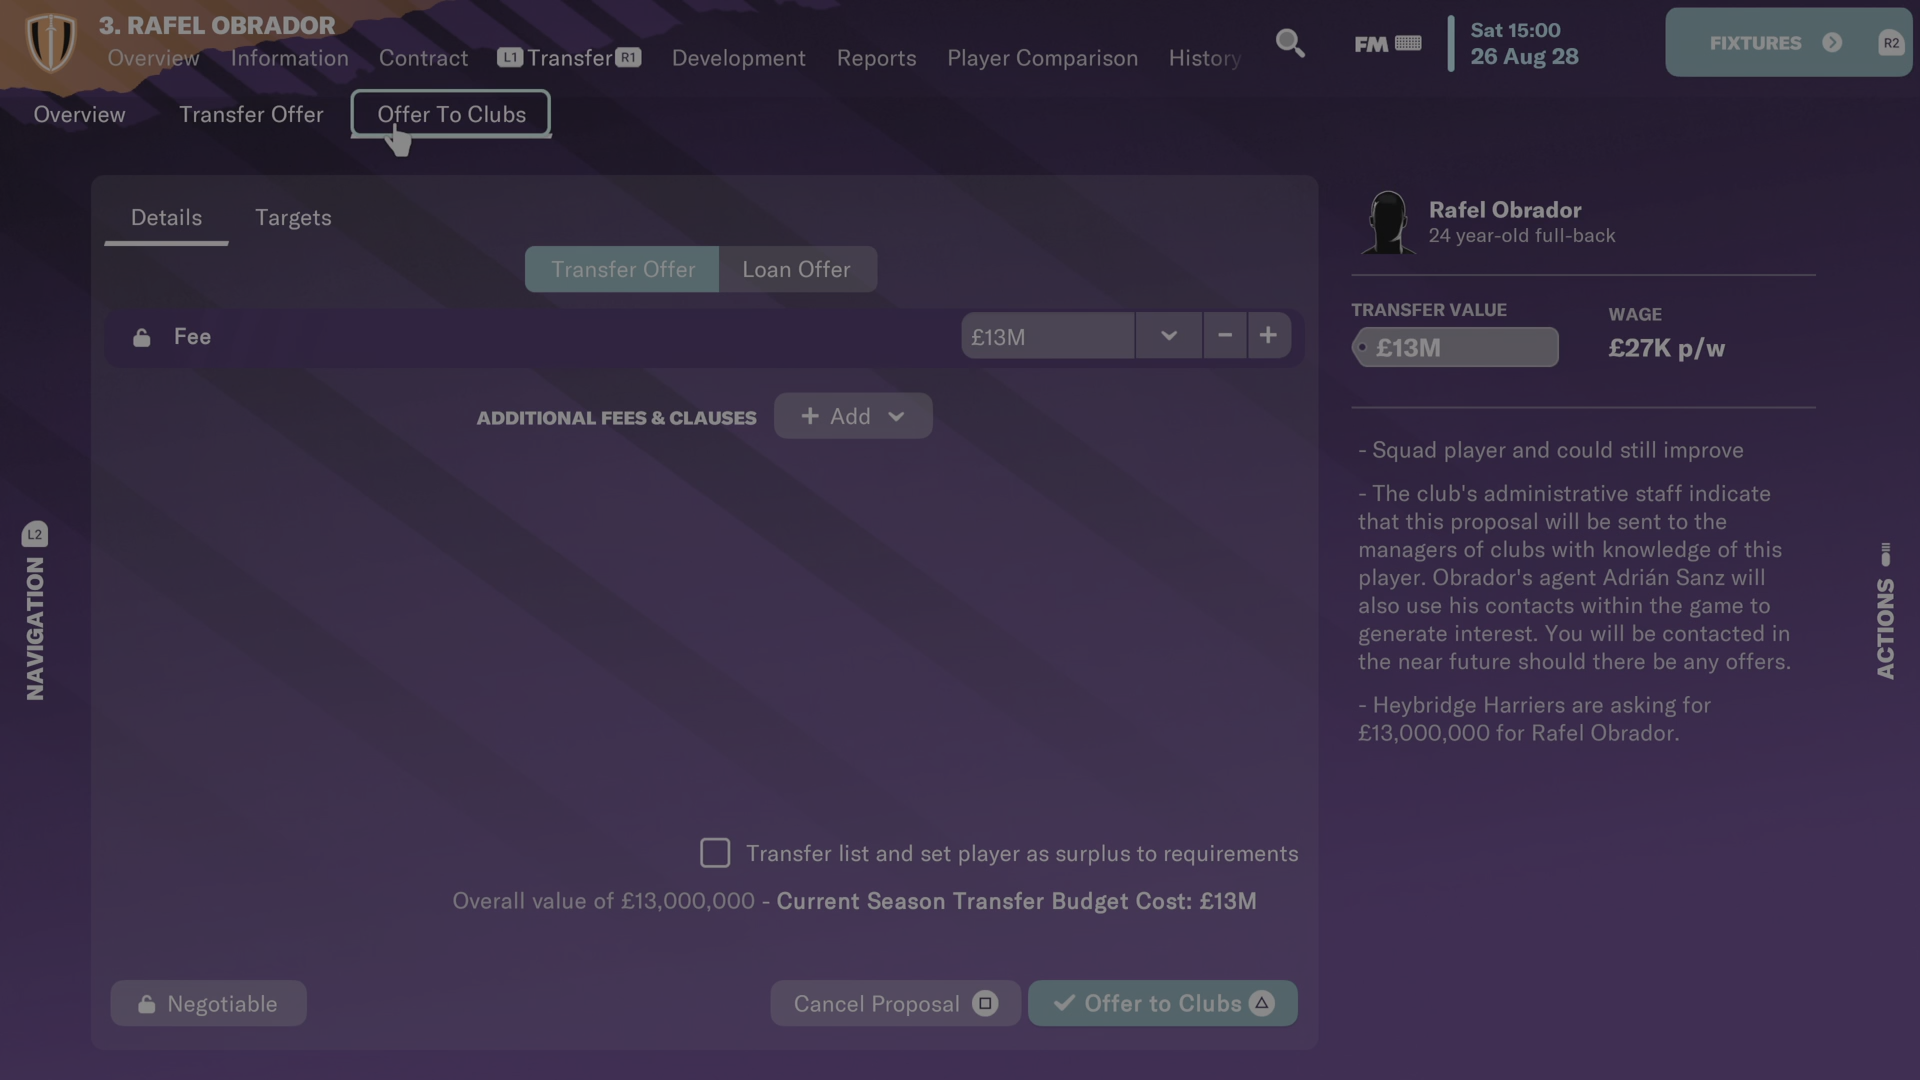 3. RAFEL OBRADOR
Overview Information Contract L1 Transfer R1 Development Reports Player Comparison History
FM
Sat 15:00
26 Aug 28
FIXTURES R2
Overview Transfer Offer Offer To Clubs
Details Targets
Transfer Offer Loan Offer
Fee £13M
ADDITIONAL FEES & CLAUSES + Add
Transfer list and set player as surplus to requirements
Overall value of £13,000,000 - Current Season Transfer Budget Cost: £13M
Negotiable Cancel Proposal Offer to Clubs
Rafel Obrador
24 year-old full-back
TRANSFER VALUE
£13M
WAGE
£27K p/w
- Squad player and could still improve
- The club's administrative staff indicate
that this proposal will be sent to the
managers of clubs with knowledge of this
player. Obrador's agent Adrián Sanz will
also use his contacts within the game to
generate interest. You will be contacted in
the near future should there be any offers.
- Heybridge Harriers are asking for
£13,000,000 for Rafel Obrador.
NAVIGATION L2
ACTIONS